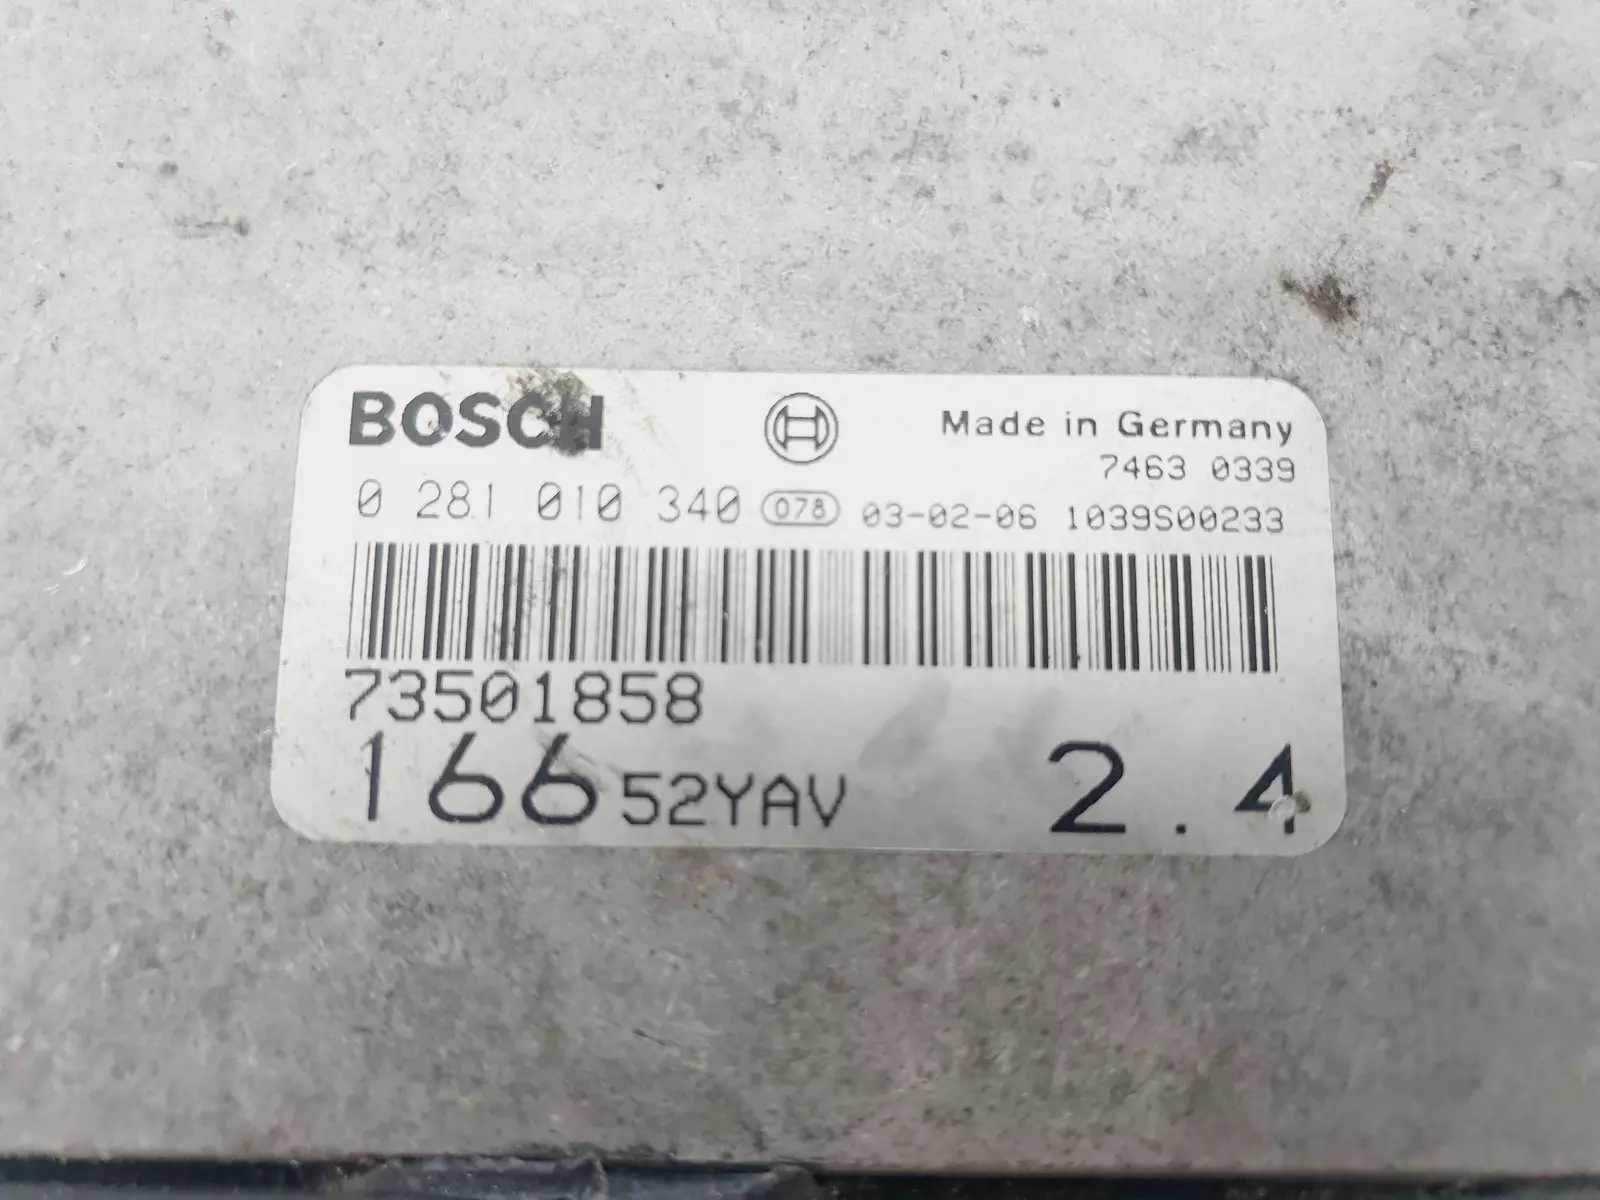 BOSCH
Made in Germany
7463 0339
0 281 010 340 078 03-02-06 1039S00233
73501858
166 52YAV 2.4